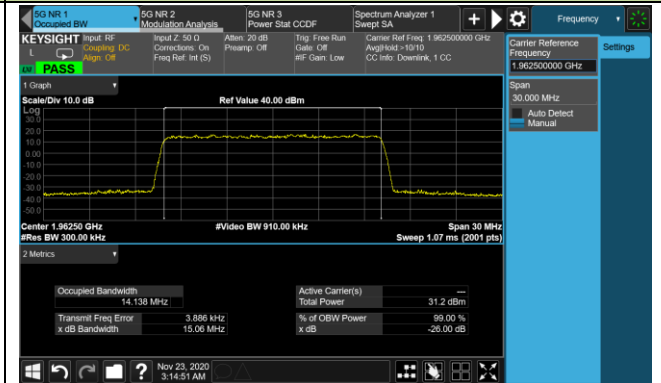 5G NR 1
Occupied BW
5G NR 2
Modulation Analysis
5G NR 3
Power Stat CCDF
Spectrum Analyzer 1
Swept SA
Frequency
KEYSIGHT
L
PASS
Input: RF
Coupling: DC
Align: Off
Input Z: 50 Ω
Corrections: On
Freq Ref: Int (S)
Atten: 20 dB
Preamp: Off
Trig: Free Run
Gate: Off
#IF Gain: Low
Carrier Ref Freq: 1.962500000 GHz
Avg|Hold:>10/10
CC Info: Downlink, 1 CC
Carrier Reference
Frequency
1.962500000 GHz
Settings
Span
30.000 MHz
Auto Detect
Manual
1 Graph
Scale/Div 10.0 dB
Ref Value 40.00 dBm
Log
30.0
20.0
10.0
0.00
-10.0
-20.0
-30.0
-40.0
-50.0
Center 1.96250 GHz
#Video BW 910.00 kHz
Span 30 MHz
#Res BW 300.00 kHz
Sweep 1.07 ms (2001 pts)
2 Metrics
Occupied Bandwidth
14.138 MHz
Active Carrier(s)
---
Total Power
31.2 dBm
Transmit Freq Error
3.886 kHz
% of OBW Power
99.00 %
x dB Bandwidth
15.06 MHz
x dB
-26.00 dB
?
Nov 23, 2020
3:14:51 AM